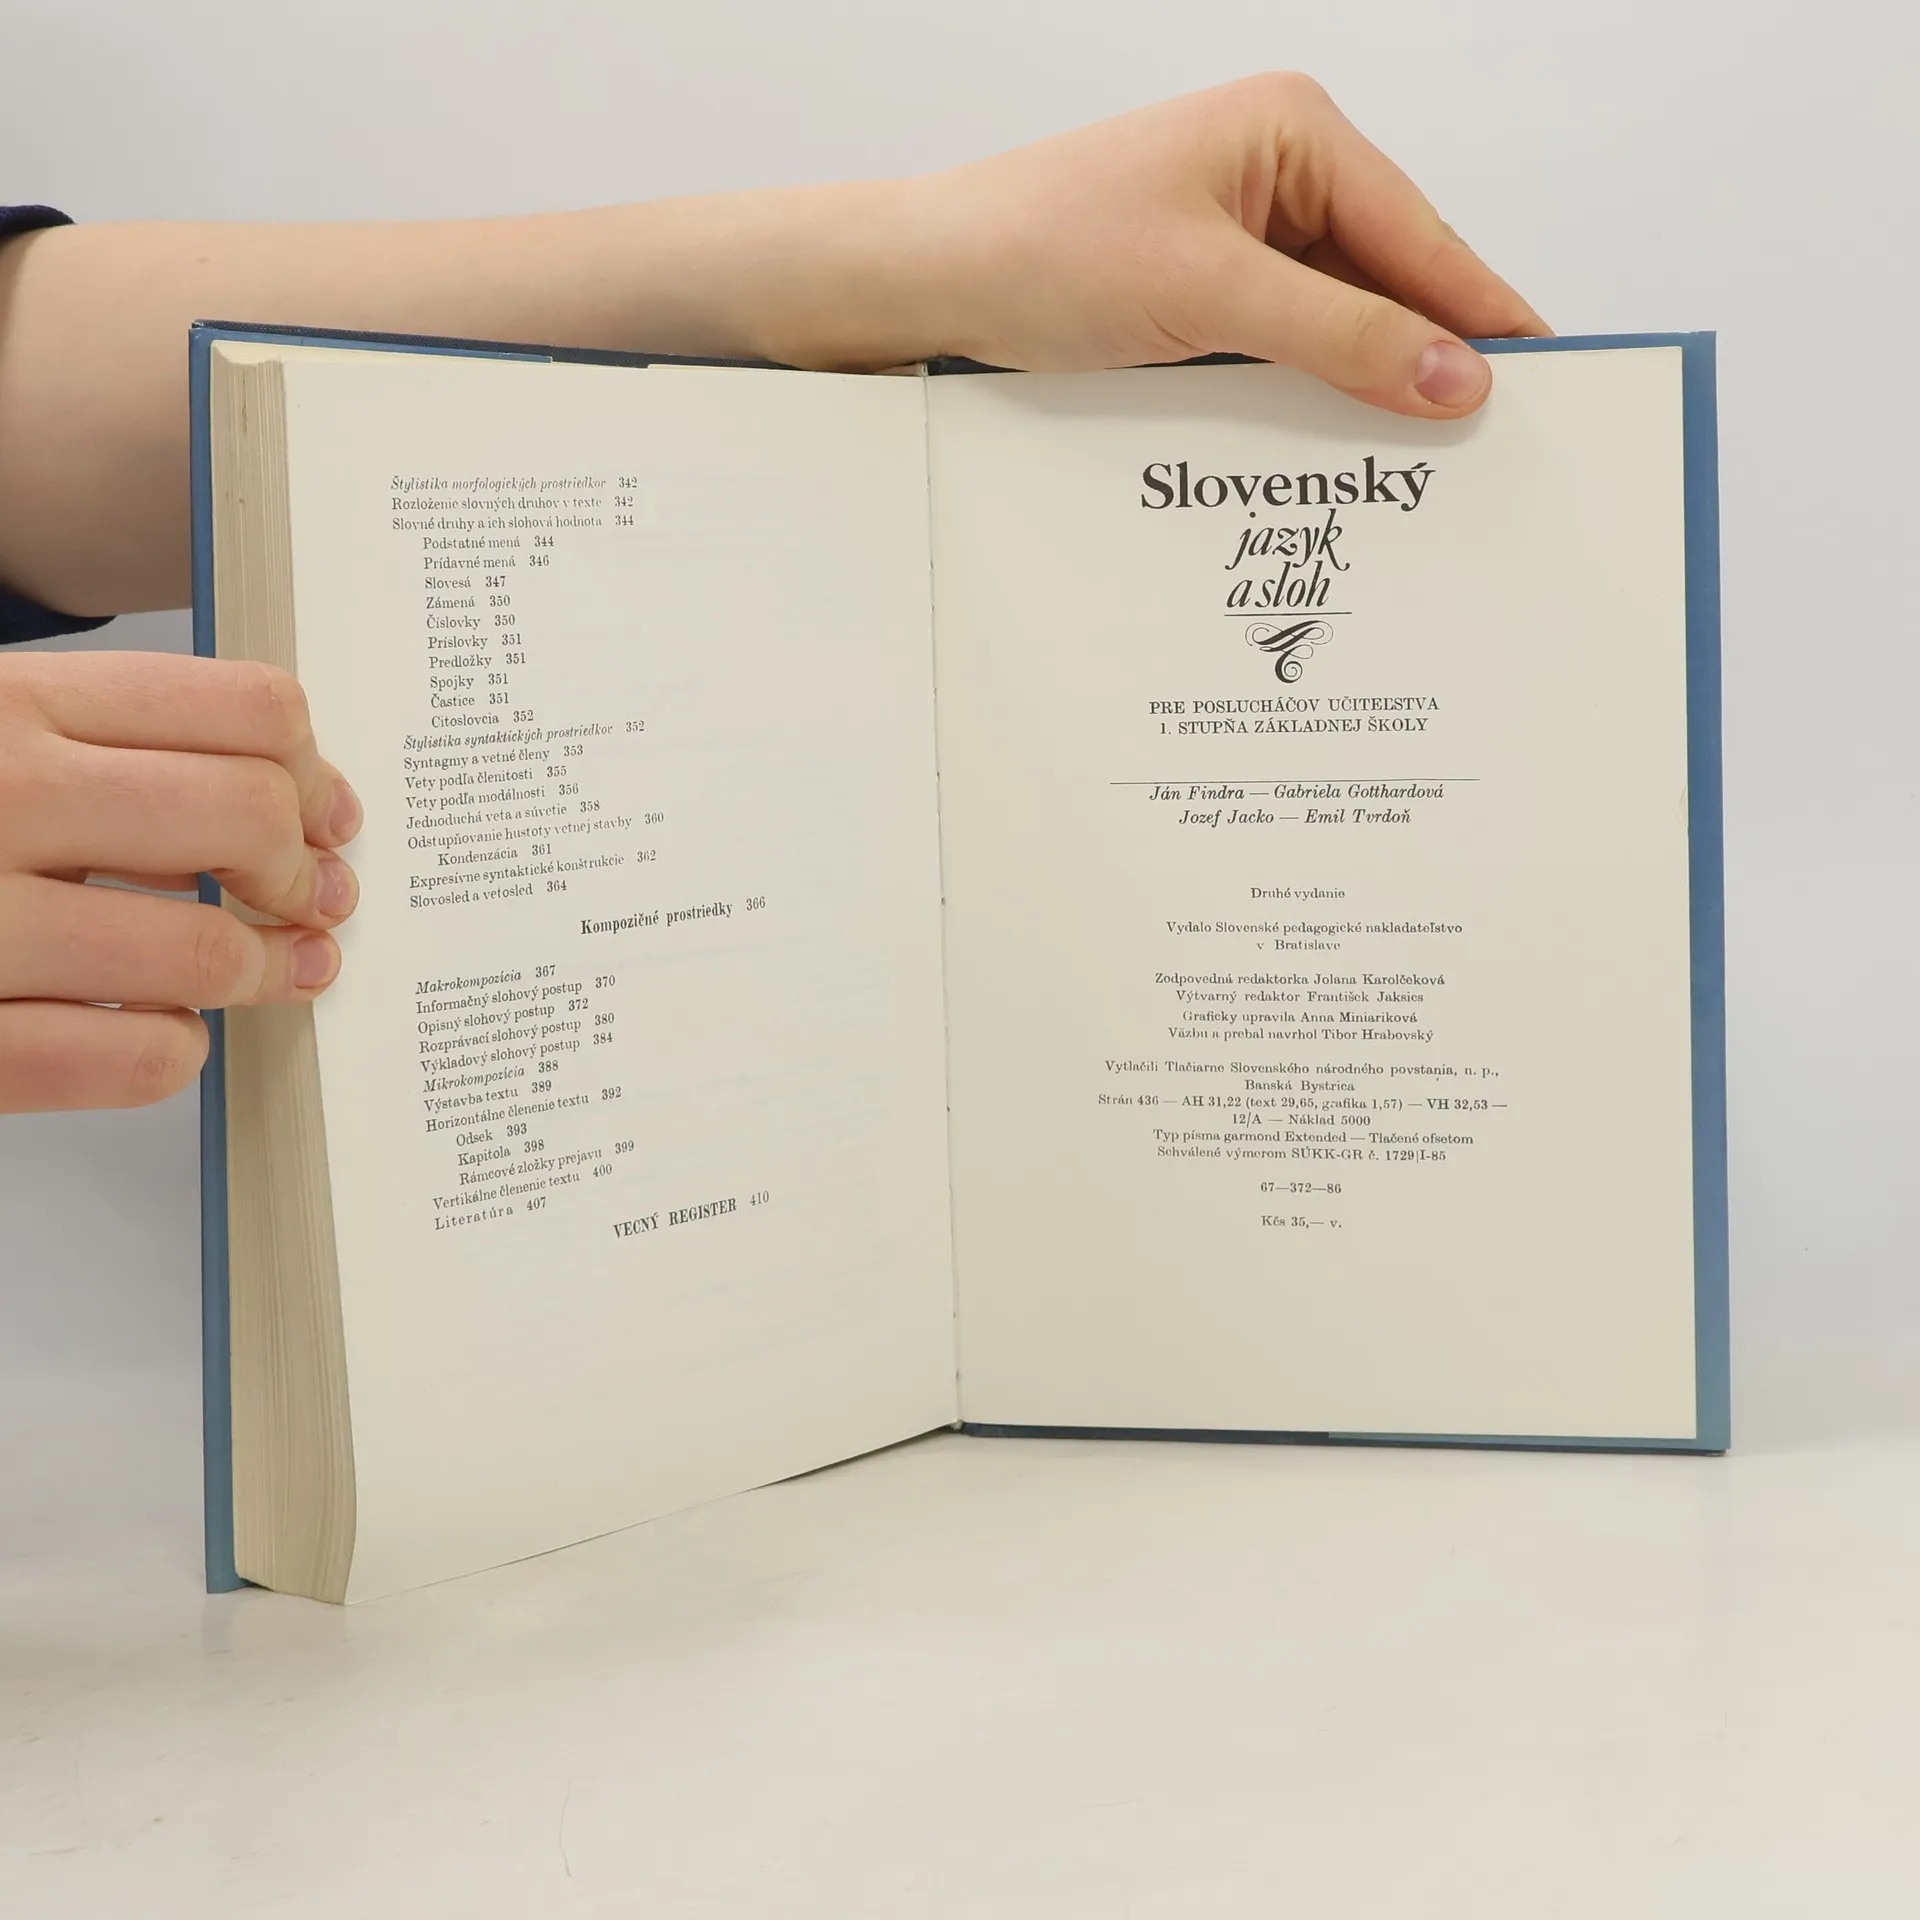 Štylistika morfologických prostriedkov 342
Rozloženie slovných druhov v texte 342
Slovné druhy a ich slohová hodnota 344
Podstatné mená 344
Prídavné mená 346
Slovesá 347
Zámená 350
Číslovky 350
Príslovky 351
Predložky 351
Spojky 351
Častice 351
Citoslovcia 352
Štylistika syntaktických prostriedkov 352
Syntagmy a vetné členy 353
Vety podľa členitosti 355
Vety podľa modálnosti 356
Jednoduchá veta a súvetie 358
Odstupňovanie hustoty vetnej stavby 360
Kondenzácia 361
Expresívne syntaktické konštrukcie 362
Slovosled a vetosled 364
Kompozičné prostriedky 366
Makrokompozícia 367
Informačný slohový postup 370
Opisný slohový postup 372
Rozprávací slohový postup 380
Výkladový slohový postup 384
Mikrokompozícia 388
Výstavba textu 389
Horizontálne členenie textu 392
Odsek 393
Kapitola 398
Rámcové zložky prejavu 399
Vertikálne členenie textu 400
Literatúra 407
VECNÝ REGISTER 410
Slovenský
jazyk
a sloh
PRE POSLUCHÁČOV UČITEĽSTVA
1. STUPŇA ZÁKLADNEJ ŠKOLY
Ján Findra — Gabriela Gotthardová
Jozef Jacko — Emil Tvrdoň
Druhé vydanie
Vydalo Slovenské pedagogické nakladateľstvo
v Bratislave
Zodpovedná redaktorka Jolana Karolčeková
Výtvarný redaktor František Jaksics
Graficky upravila Anna Miniariková
Väzbu a prebal navrhol Tibor Hrabovský
Vytlačili Tlačiarne Slovenského národného povstania, n. p.,
Banská Bystrica
Strán 436 — AH 31,22 (text 29,65, grafika 1,57) — VH 32,53 —
12/A — Náklad 5000
Typ písma garmond Extended — Tlačené ofsetom
Schválené výmerom SÚKK-GR č. 1729|I-85
67—372—86
Kčs 35,— v.